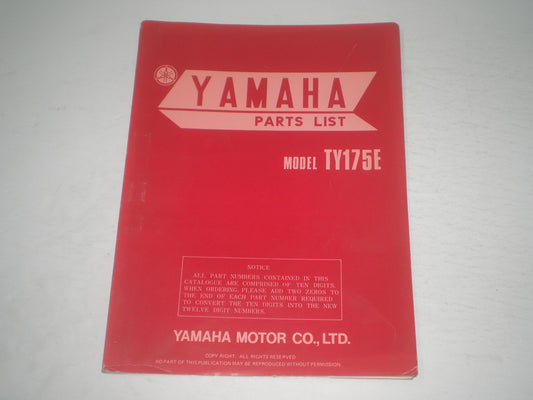 YAMAHA
PARTS LIST
MODEL TY175E
NOTICE
ALL PART NUMBERS CONTAINED IN THIS
CATALOGUE ARE COMPRISED OF TEN DIGITS.
WHEN ORDERING, PLEASE ADD TWO ZEROS TO
THE END OF EACH PART NUMBER REQUIRED
TO CONVERT THE TEN DIGITS INTO THE NEW
TWELVE DIGIT NUMBERS.
YAMAHA MOTOR CO., LTD.
COPY RIGHT. ALL RIGHTS RESERVED
NO PART OF THIS PUBLICATION MAY BE REPRODUCED WITHOUT PERMISSION.